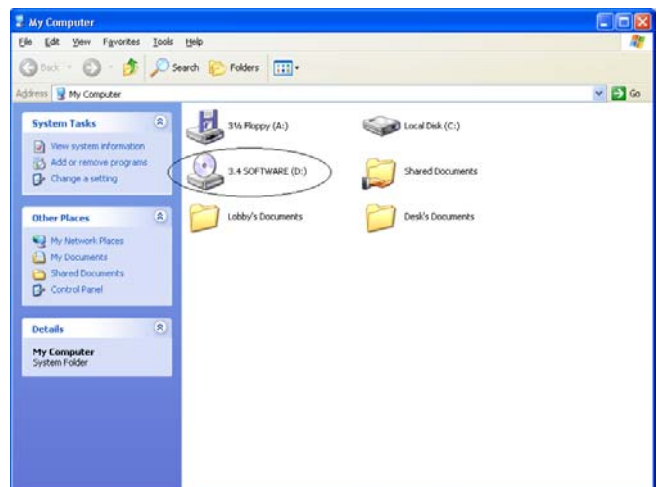 My Computer
File Edit View Favorites Tools Help
Back Search Folders
Address My Computer Go
System Tasks
View system information
Add or remove programs
Change a setting
Other Places
My Network Places
My Documents
Shared Documents
Control Panel
Details
My Computer
System Folder
3½ Floppy (A:) Local Disk (C:)
3.4 SOFTWARE (D:) Shared Documents
Lobby's Documents Desk's Documents